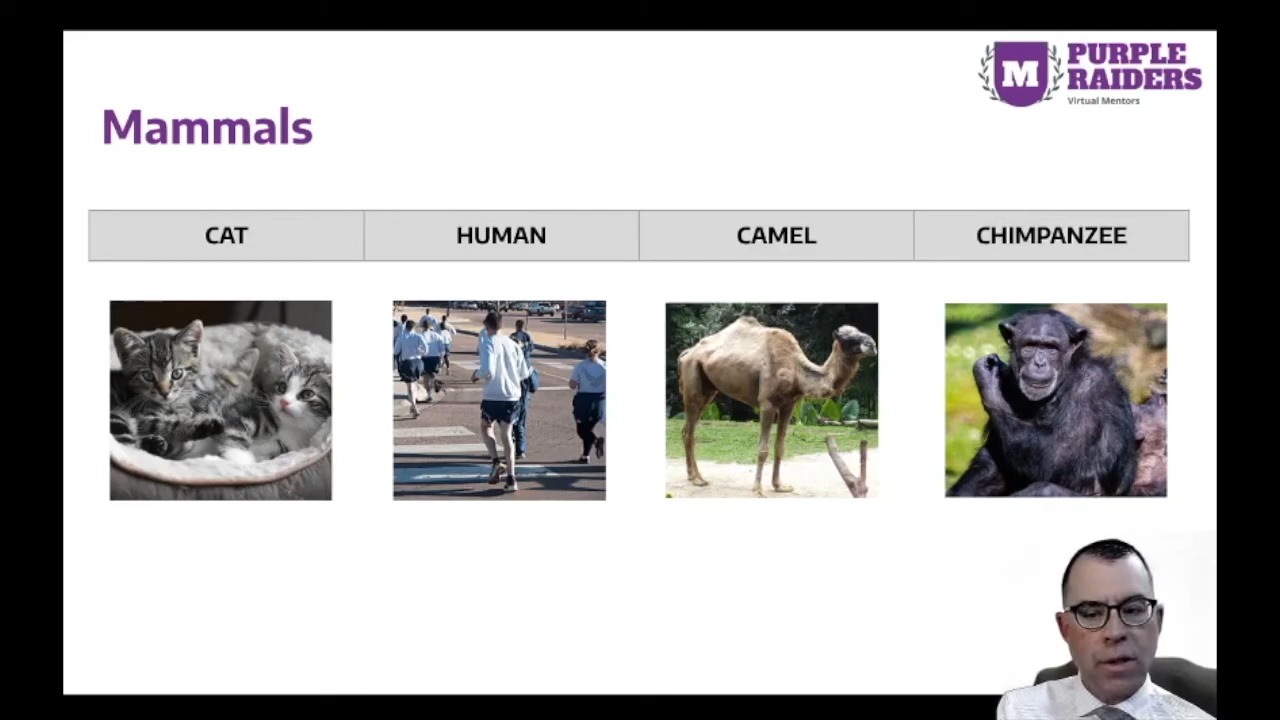 M PURPLE
RAIDERS
Virtual Mentors
Mammals
CAT HUMAN CAMEL CHIMPANZEE